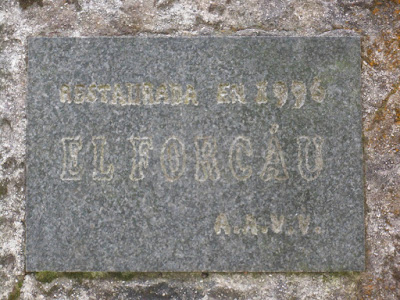 RESTAURADA EN 1996
EL FORCÁU
A.A.V.V.